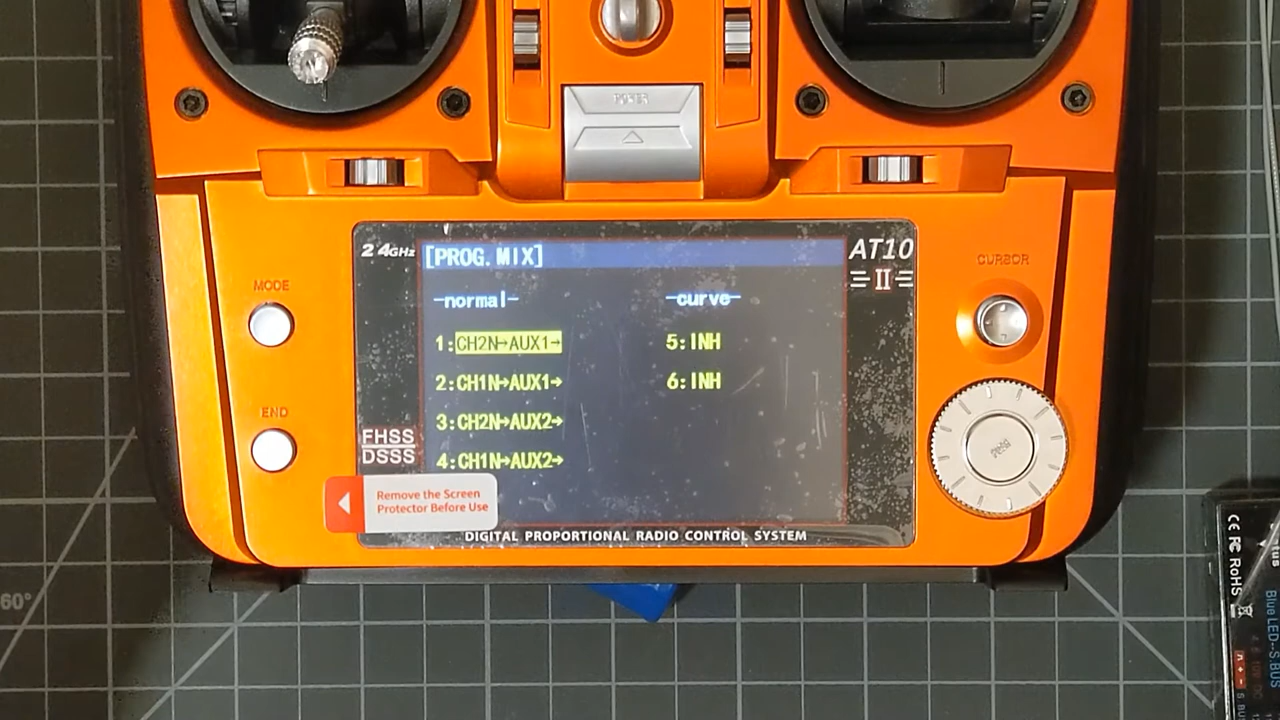 POWER
2.4GHz
[PROG.MIX]
AT10
II
-normal-
-curve-
1:CH2N→AUX1→
5:INH
2:CH1N→AUX1→
6:INH
3:CH2N→AUX2→
4:CH1N→AUX2→
MODE
CURSOR
END
FHSS
DSSS
Remove the Screen
Protector Before Use
DIGITAL PROPORTIONAL RADIO CONTROL SYSTEM
60°
CE FC RoHS
Blue LED--S.BUS